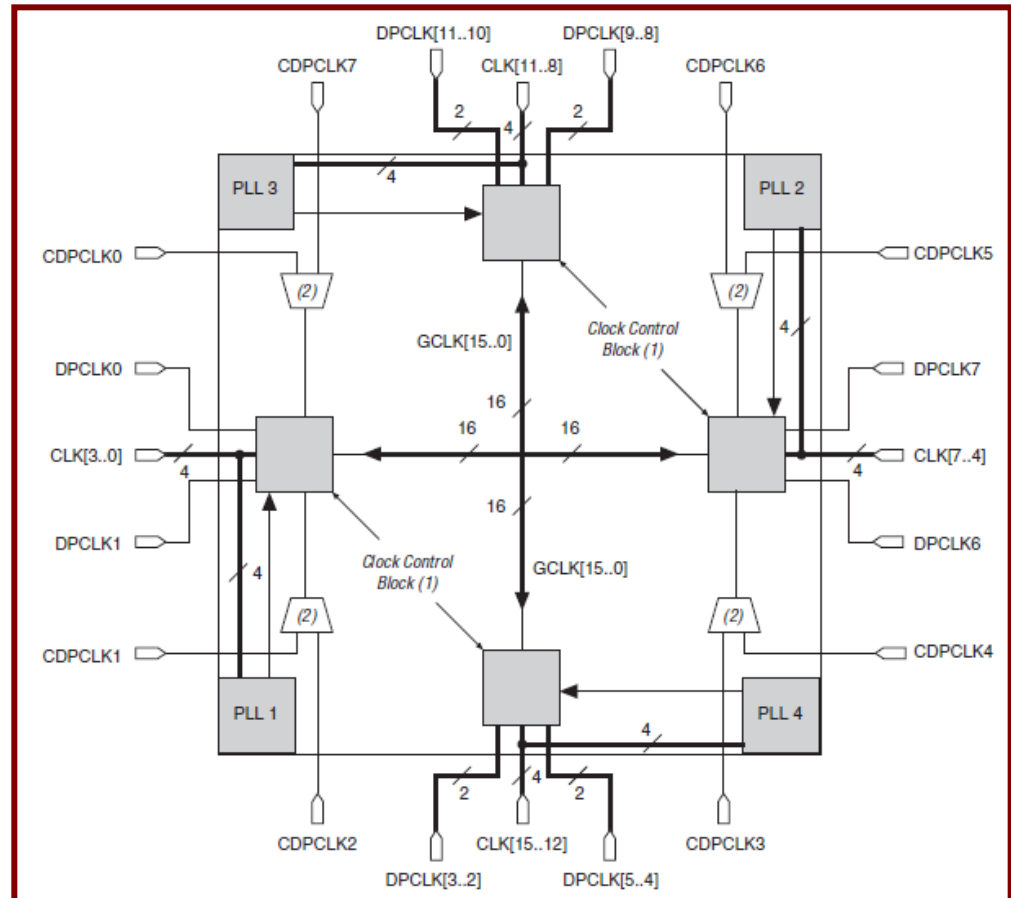 DPCLK[11..10]
DPCLK[9..8]
CDPCLK7
CLK[11..8]
CDPCLK6
2
4
2
4
PLL 3
PLL 2
CDPCLK0
CDPCLK5
(2)
(2)
4
GCLK[15..0]
Clock Control
Block (1)
DPCLK0
DPCLK7
16
16
16
CLK[3..0]
4
CLK[7..4]
4
16
DPCLK1
DPCLK6
Clock Control
Block (1)
4
GCLK[15..0]
(2)
(2)
CDPCLK1
CDPCLK4
PLL 1
PLL 4
4
2
4
2
CDPCLK2
CLK[15..12]
CDPCLK3
DPCLK[3..2]
DPCLK[5..4]